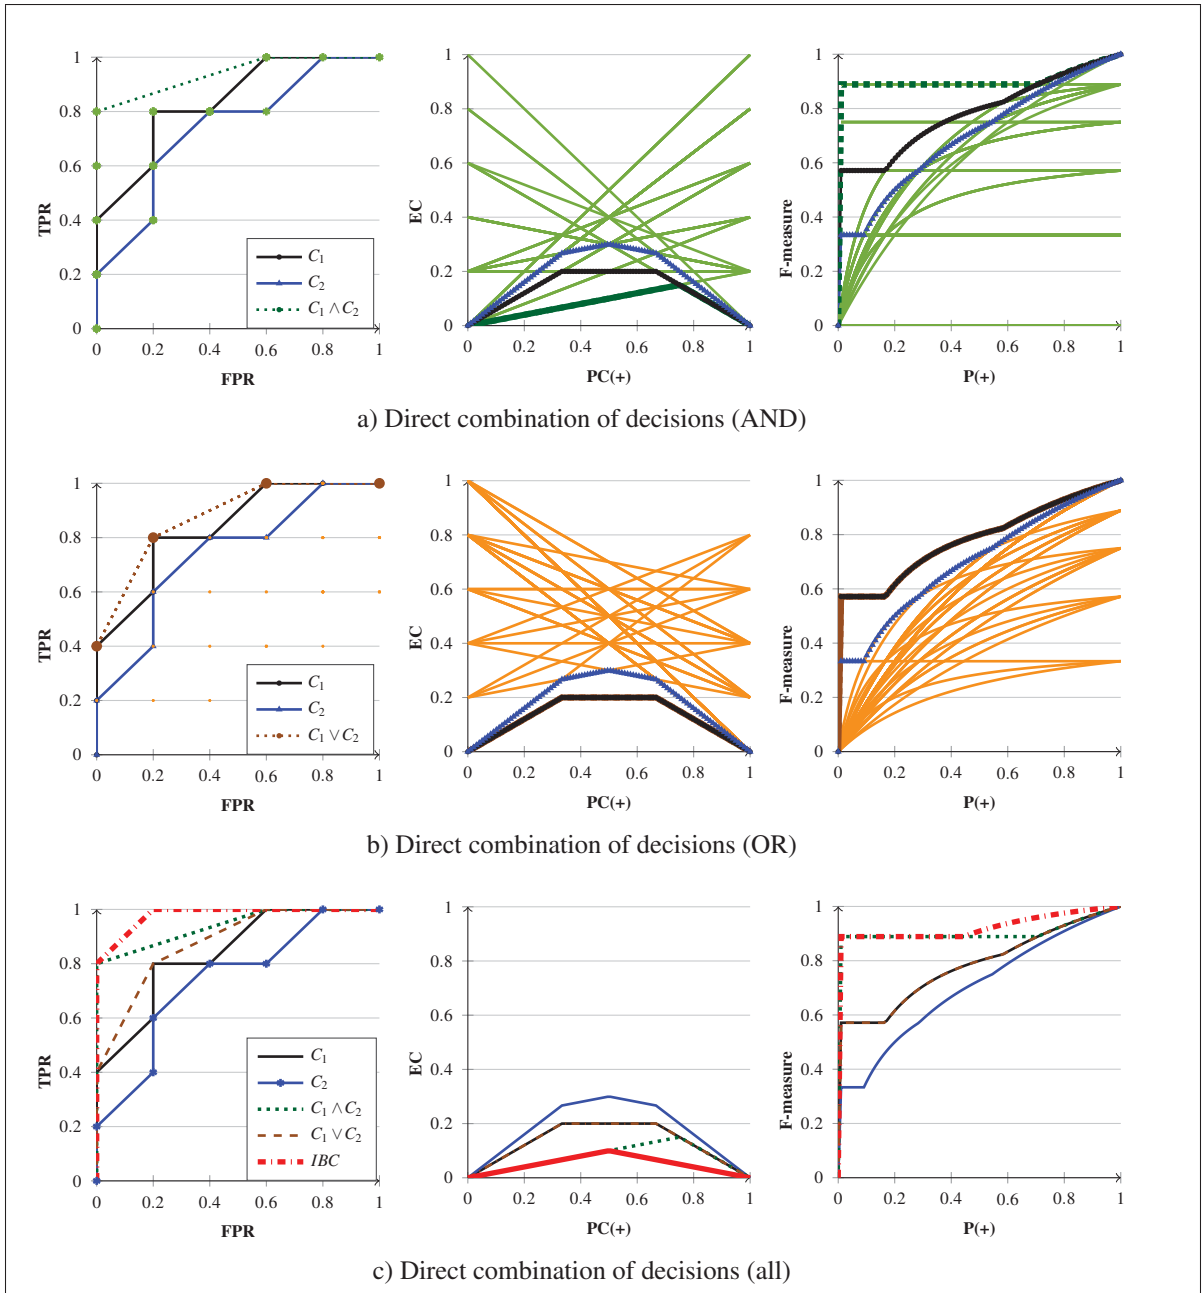 1
0.8
0.6
0.4
0.2
0
TPR
0 0.2 0.4 0.6 0.8 1
FPR
C1
C2
C1 ∧ C2
1
0.8
0.6
0.4
0.2
0
EC
0 0.2 0.4 0.6 0.8 1
PC(+)
1
0.8
0.6
0.4
0.2
0
F-measure
0 0.2 0.4 0.6 0.8 1
P(+)
a) Direct combination of decisions (AND)
1
0.8
0.6
0.4
0.2
0
TPR
0 0.2 0.4 0.6 0.8 1
FPR
C1
C2
C1 ∨ C2
1
0.8
0.6
0.4
0.2
0
EC
0 0.2 0.4 0.6 0.8 1
PC(+)
1
0.8
0.6
0.4
0.2
0
F-measure
0 0.2 0.4 0.6 0.8 1
P(+)
b) Direct combination of decisions (OR)
1
0.8
0.6
0.4
0.2
0
TPR
0 0.2 0.4 0.6 0.8 1
FPR
C1
C2
C1 ∧ C2
C1 ∨ C2
IBC
1
0.8
0.6
0.4
0.2
0
EC
0 0.2 0.4 0.6 0.8 1
PC(+)
1
0.8
0.6
0.4
0.2
0
F-measure
0 0.2 0.4 0.6 0.8 1
P(+)
c) Direct combination of decisions (all)